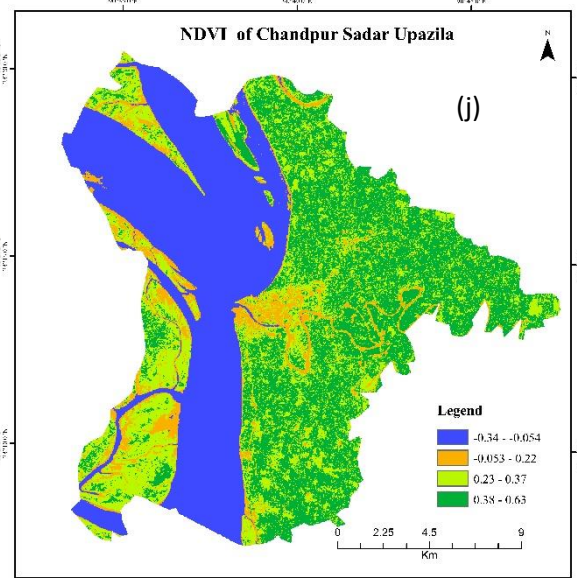 NDVI of Chandpur Sadar Upazila
N
(j)
Legend
-0.34 - -0.054
-0.053 - 0.22
0.23 - 0.37
0.38 - 0.63
0 2.25 4.5 9
Km